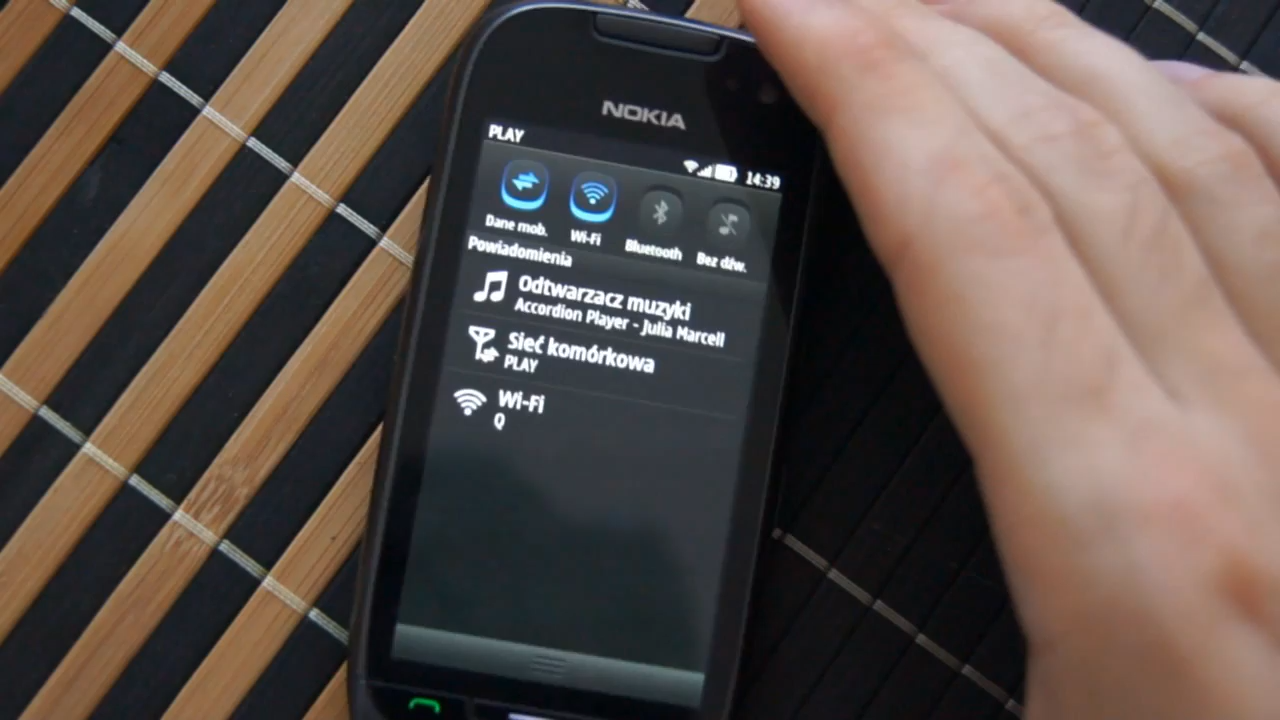 NOKIA
PLAY
14:39
Dane mob. Wi-Fi Bluetooth Bez dźw.
Powiadomienia
Odtwarzacz muzyki
Accordion Player - Julia Marcell
Sieć komórkowa
PLAY
Wi-Fi
Q